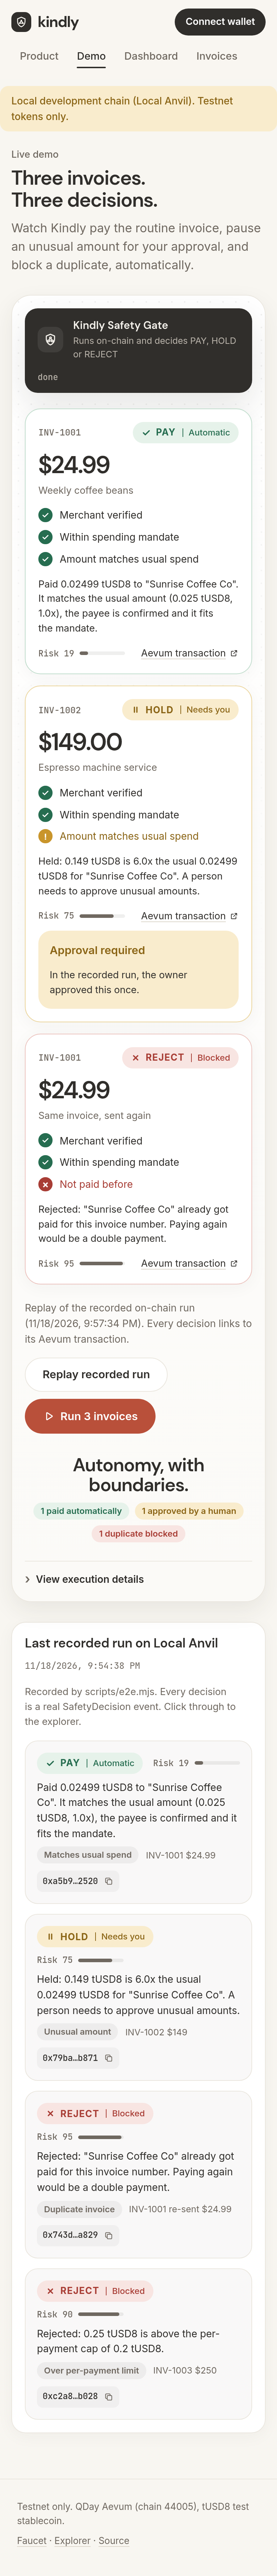 kindly
Connect wallet
Product
Demo
Dashboard
Invoices
Local development chain (Local Anvil). Testnet
tokens only.
Live demo
Three invoices.
Three decisions.
Watch Kindly pay the routine invoice, pause
an unusual amount for your approval, and
block a duplicate, automatically.
Kindly Safety Gate
Runs on-chain and decides PAY, HOLD
or REJECT
done
INV-1001
PAY | Automatic
$24.99
Weekly coffee beans
Merchant verified
Within spending mandate
Amount matches usual spend
Paid 0.02499 tUSD8 to "Sunrise Coffee Co".
It matches the usual amount (0.025 tUSD8,
1.0x), the payee is confirmed and it fits
the mandate.
Risk 19
Aevum transaction
INV-1002
HOLD | Needs you
$149.00
Espresso machine service
Merchant verified
Within spending mandate
Amount matches usual spend
Held: 0.149 tUSD8 is 6.0x the usual 0.02499
tUSD8 for "Sunrise Coffee Co". A person
needs to approve unusual amounts.
Risk 75
Aevum transaction
Approval required
In the recorded run, the owner
approved this once.
INV-1001
REJECT | Blocked
$24.99
Same invoice, sent again
Merchant verified
Within spending mandate
Not paid before
Rejected: "Sunrise Coffee Co" already got
paid for this invoice number. Paying again
would be a double payment.
Risk 95
Aevum transaction
Replay of the recorded on-chain run
(11/18/2026, 9:57:34 PM). Every decision links to
its Aevum transaction.
Replay recorded run
Run 3 invoices
Autonomy, with
boundaries.
1 paid automatically
1 approved by a human
1 duplicate blocked
View execution details
Last recorded run on Local Anvil
11/18/2026, 9:54:38 PM
Recorded by scripts/e2e.mjs. Every decision
is a real SafetyDecision event. Click through to
the explorer.
PAY | Automatic
Risk 19
Paid 0.02499 tUSD8 to "Sunrise Coffee
Co". It matches the usual amount (0.025
tUSD8, 1.0x), the payee is confirmed and it
fits the mandate.
Matches usual spend
INV-1001 $24.99
0xa5b9…2520
HOLD | Needs you
Risk 75
Held: 0.149 tUSD8 is 6.0x the usual
0.02499 tUSD8 for "Sunrise Coffee Co". A
person needs to approve unusual amounts.
Unusual amount
INV-1002 $149
0x79ba…b871
REJECT | Blocked
Risk 95
Rejected: "Sunrise Coffee Co" already got
paid for this invoice number. Paying again
would be a double payment.
Duplicate invoice
INV-1001 re-sent $24.99
0x743d…a829
REJECT | Blocked
Risk 90
Rejected: 0.25 tUSD8 is above the per-
payment cap of 0.2 tUSD8.
Over per-payment limit
INV-1003 $250
0xc2a8…b028
Testnet only. QDay Aevum (chain 44005), tUSD8 test
stablecoin.
Faucet · Explorer · Source